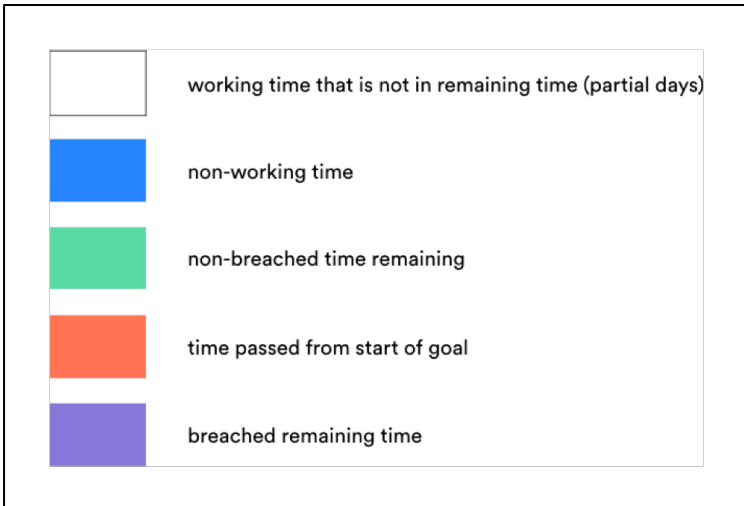 working time that is not in remaining time (partial days)
non-working time
non-breached time remaining
time passed from start of goal
breached remaining time